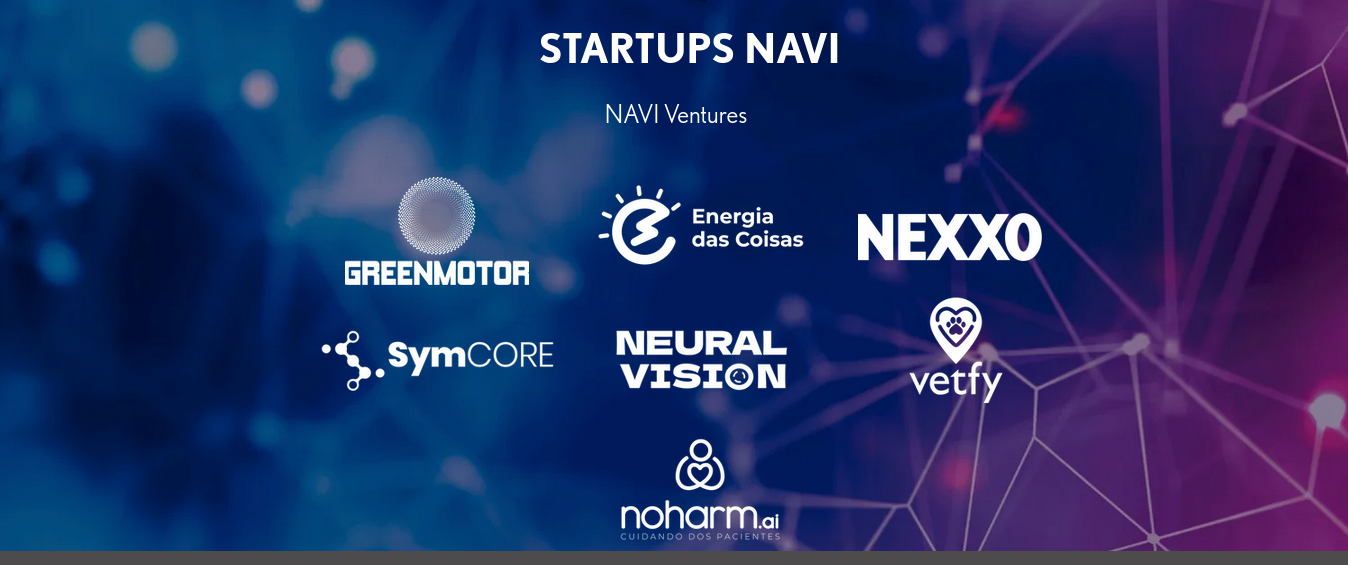 STARTUPS NAVI
NAVI Ventures
GREENMOTOR
Energia
das Coisas
NEXXO
SymCORE
NEURAL
VISION
vetfy
noharm.ai
CUIDANDO DOS PACIENTES